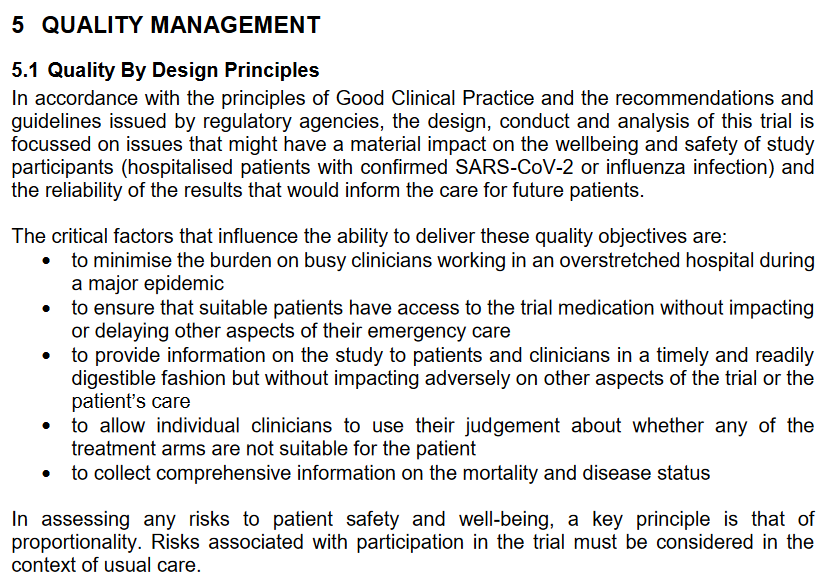 5 QUALITY MANAGEMENT
5.1 Quality By Design Principles
In accordance with the principles of Good Clinical Practice and the recommendations and
guidelines issued by regulatory agencies, the design, conduct and analysis of this trial is
focussed on issues that might have a material impact on the wellbeing and safety of study
participants (hospitalised patients with confirmed SARS-CoV-2 or influenza infection) and
the reliability of the results that would inform the care for future patients.
The critical factors that influence the ability to deliver these quality objectives are:
• to minimise the burden on busy clinicians working in an overstretched hospital during
a major epidemic
• to ensure that suitable patients have access to the trial medication without impacting
or delaying other aspects of their emergency care
• to provide information on the study to patients and clinicians in a timely and readily
digestible fashion but without impacting adversely on other aspects of the trial or the
patient's care
• to allow individual clinicians to use their judgement about whether any of the
treatment arms are not suitable for the patient
• to collect comprehensive information on the mortality and disease status
In assessing any risks to patient safety and well-being, a key principle is that of
proportionality. Risks associated with participation in the trial must be considered in the
context of usual care.